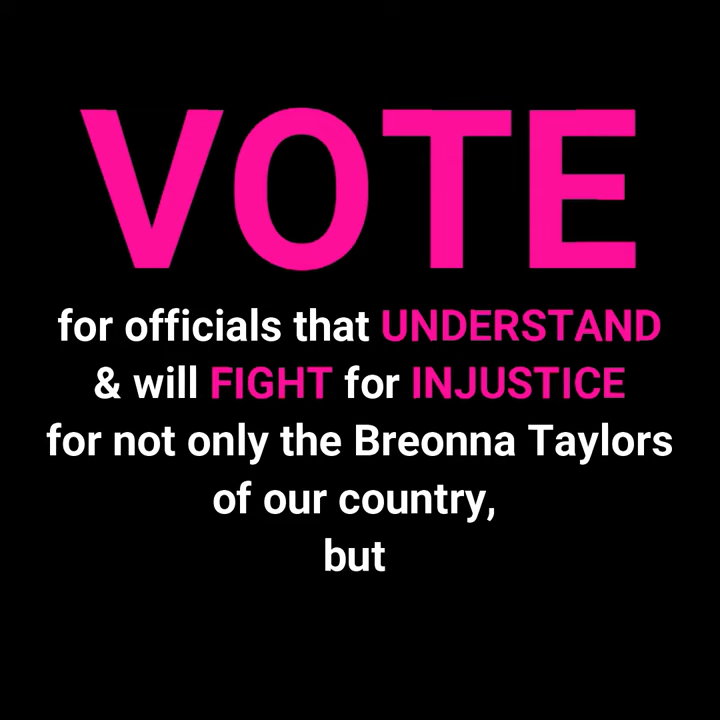 VOTE
for officials that UNDERSTAND
& will FIGHT for INJUSTICE
for not only the Breonna Taylors
of our country,
but